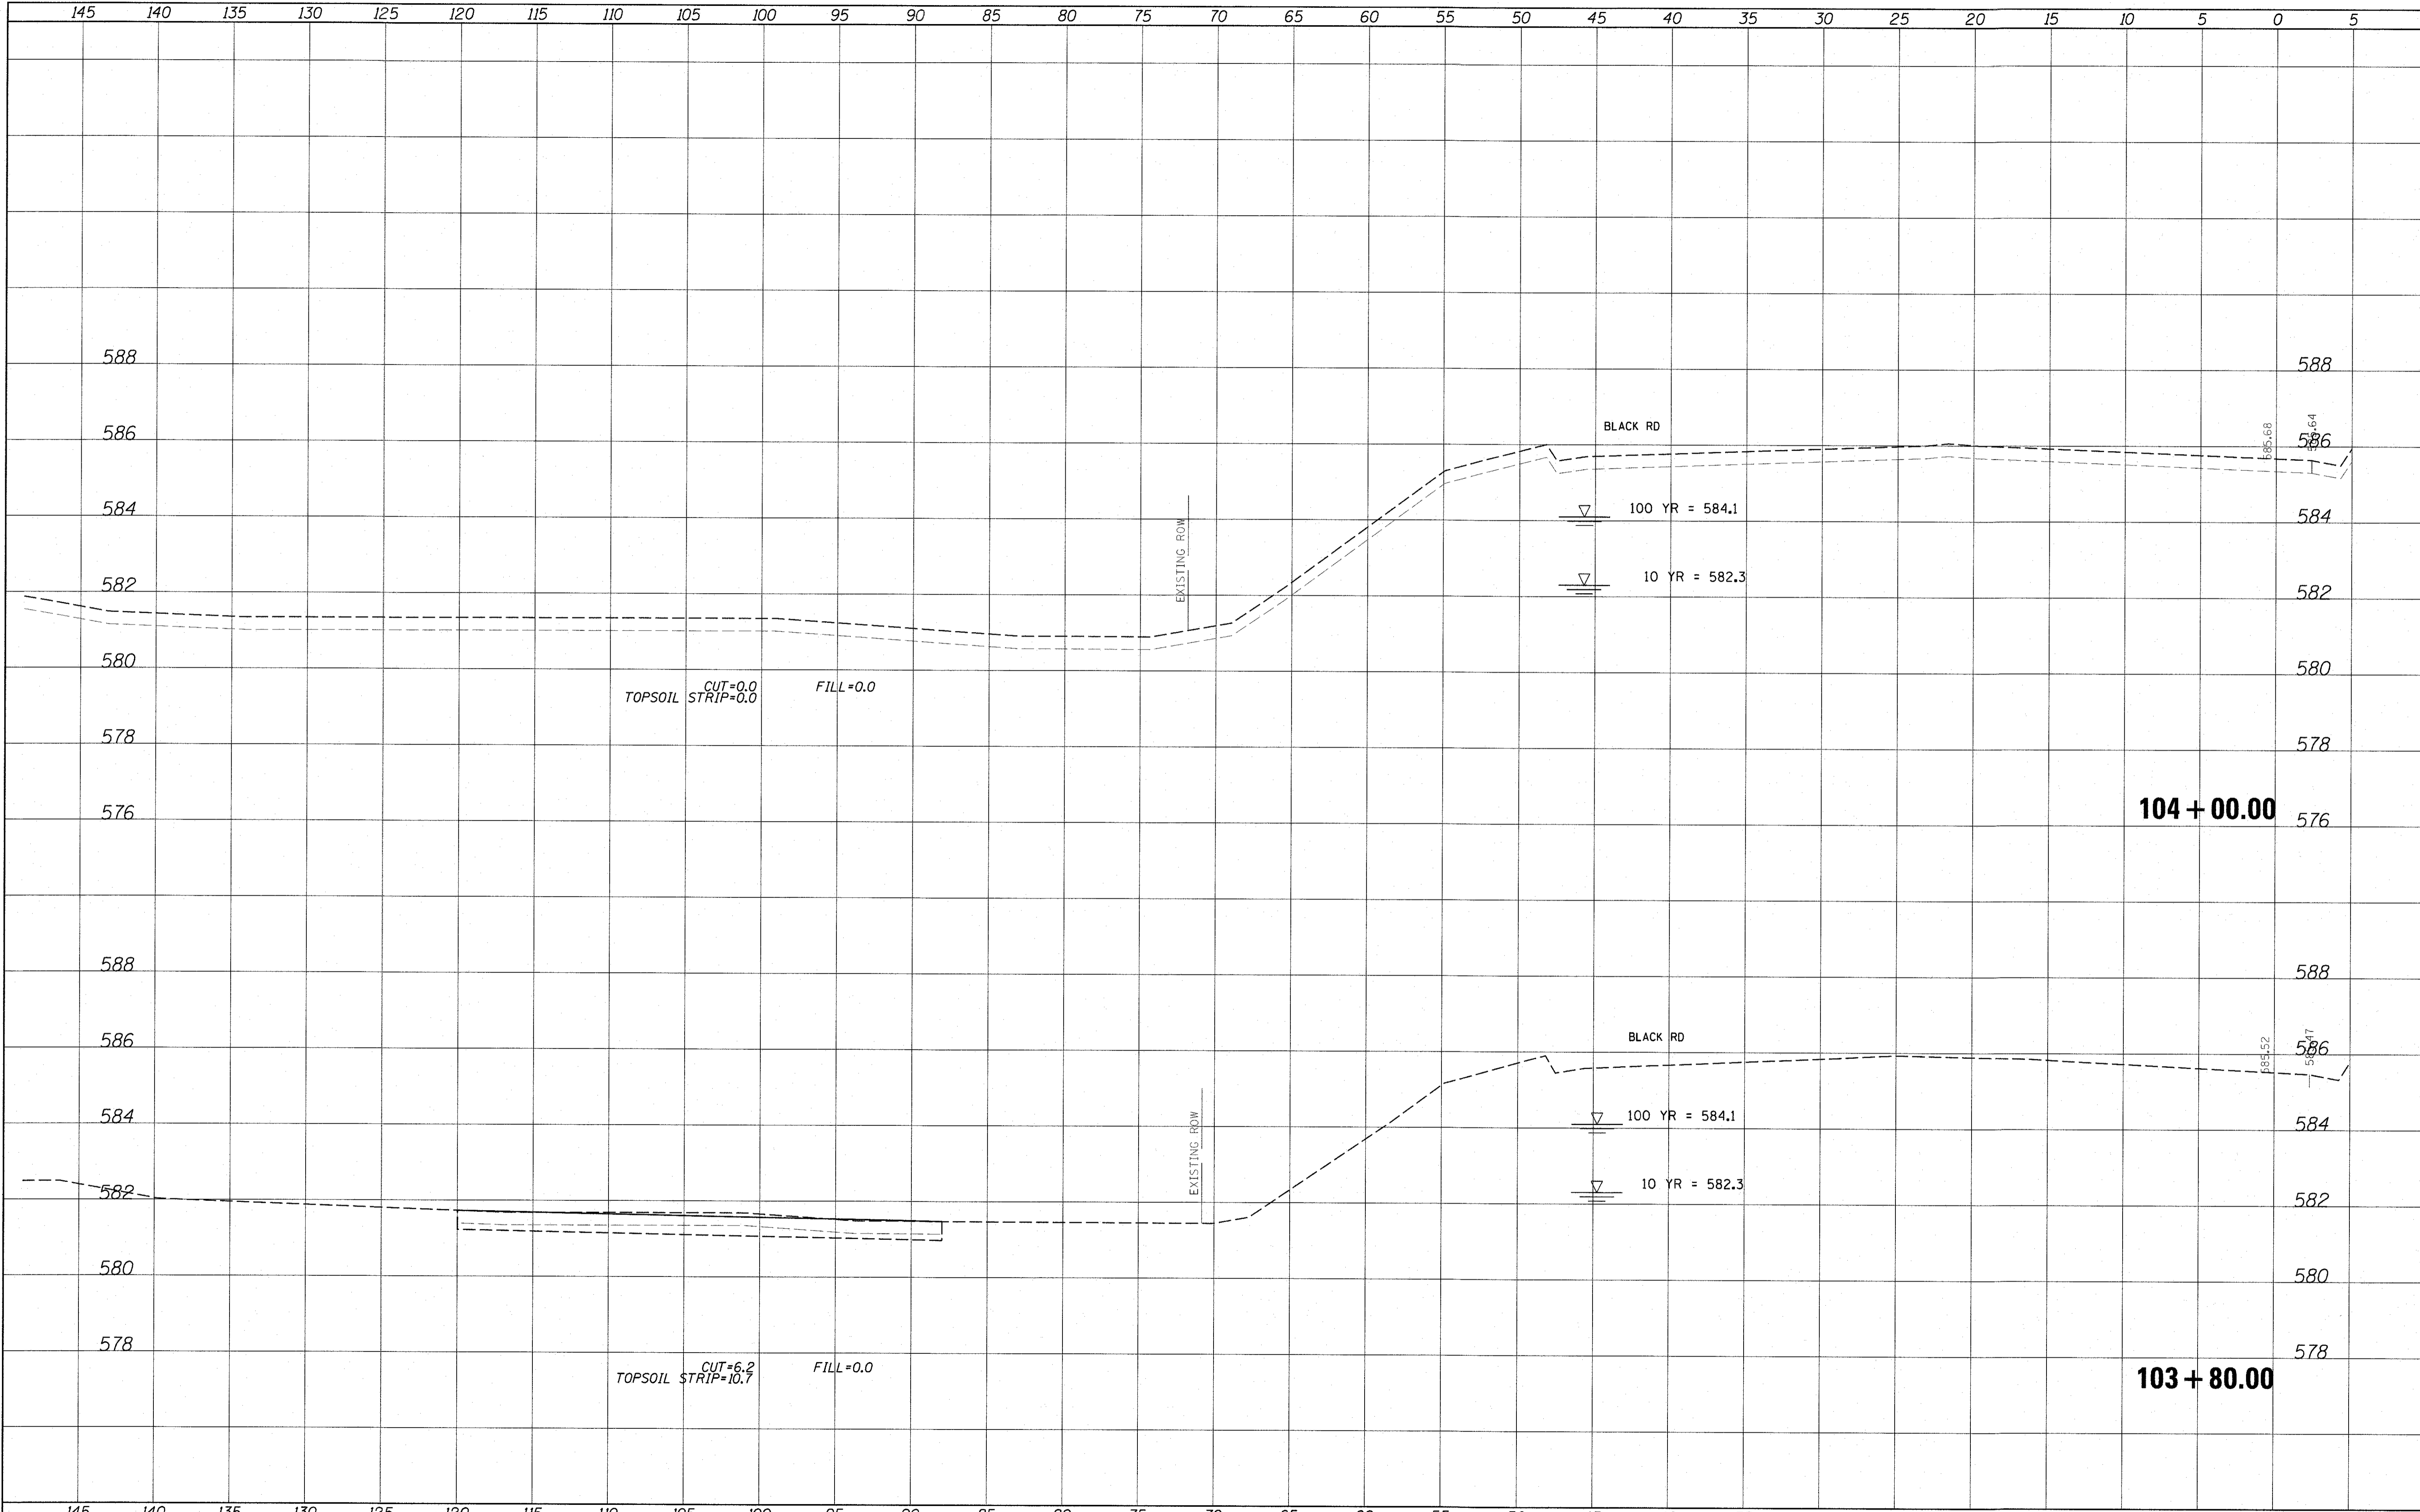 145 140 135 130 125 120 115 110 105 100 95 90 85 80 75 70 65 60 55 50 45 40 35 30 25 20 15 10 5 0 5
588 588
BLACK RD
586 585.68 586
EXISTING ROW
584 100 YR = 584.1 584
582 10 YR = 582.3 582
580 580
CUT=0.0 FILL=0.0
TOPSOIL STRIP=0.0
578 578
576 104+00.00 576
588 588
BLACK RD
586 585.52 586
EXISTING ROW
584 100 YR = 584.1 584
582 10 YR = 582.3 582
580 580
578 578
CUT=6.2 FILL=0.0
TOPSOIL STRIP=10.7
103+80.00